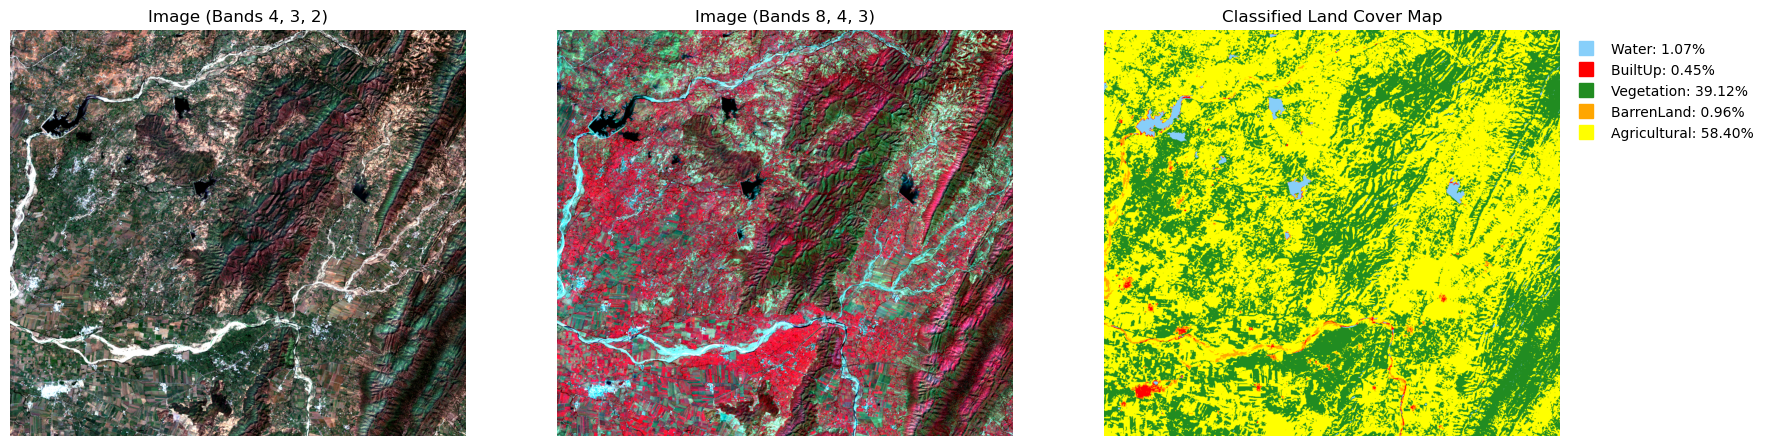 Image (Bands 4, 3, 2)
Image (Bands 8, 4, 3)
Classified Land Cover Map
Water: 1.07%
BuiltUp: 0.45%
Vegetation: 39.12%
BarrenLand: 0.96%
Agricultural: 58.40%